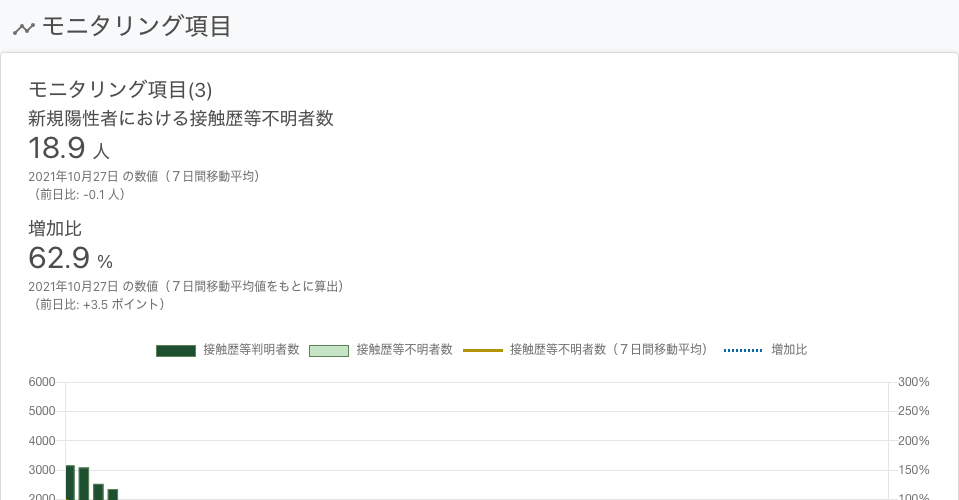 モニタリング項目
モニタリング項目(3)
新規陽性者における接触歴等不明者数
18.9 人
2021年10月27日 の数値（７日間移動平均）
（前日比: -0.1 人）
増加比
62.9 %
2021年10月27日 の数値（７日間移動平均値をもとに算出）
（前日比: +3.5 ポイント）
接触歴等判明者数 接触歴等不明者数 接触歴等不明者数（７日間移動平均） 増加比
6000 300%
5000 250%
4000 200%
3000 150%
2000 100%